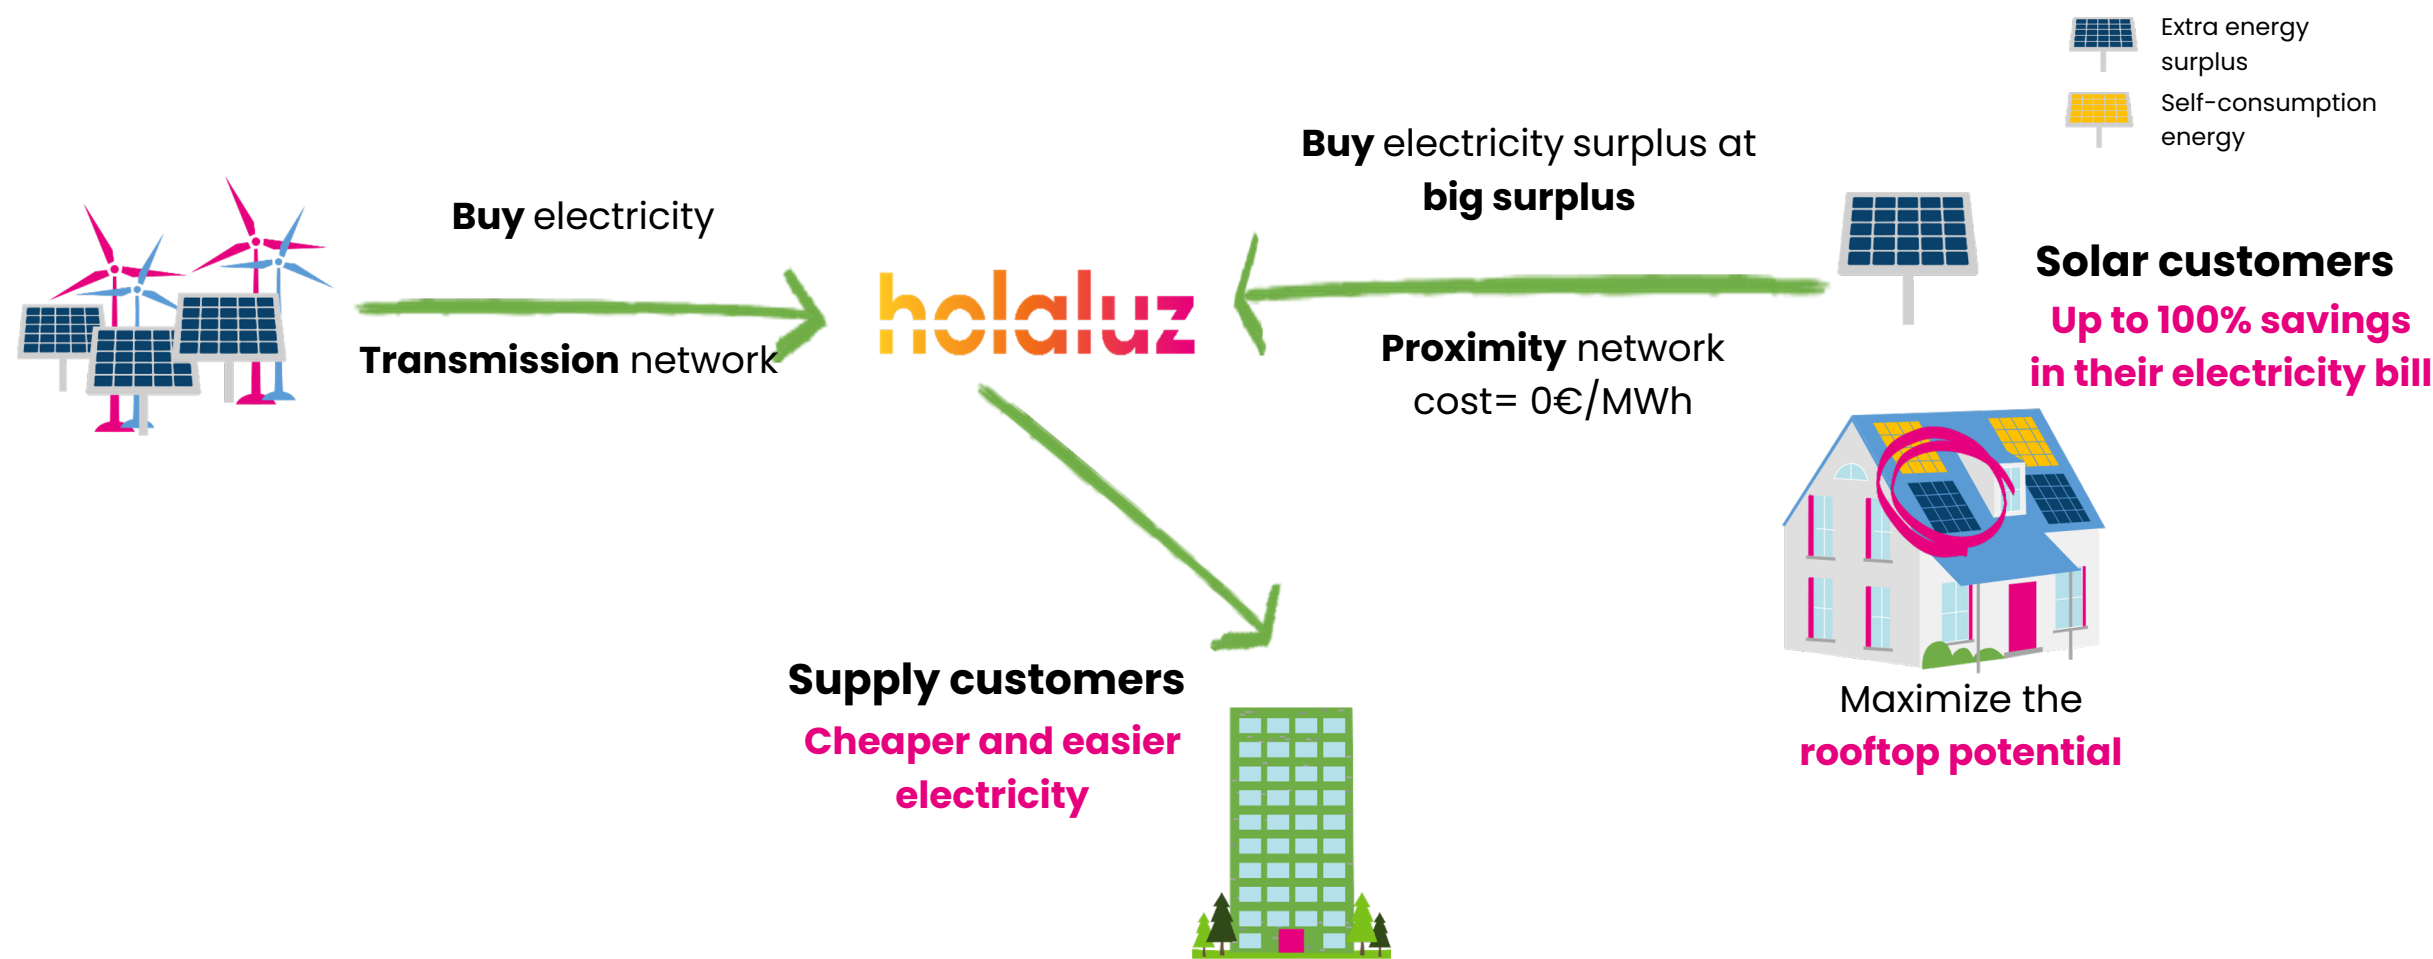 Extra energy
surplus
Self-consumption
energy
Buy electricity surplus at
big surplus
Buy electricity
Transmission network
holaluz
Proximity network
cost= 0€/MWh
Solar customers
Up to 100% savings
in their electricity bill
Maximize the
rooftop potential
Supply customers
Cheaper and easier
electricity